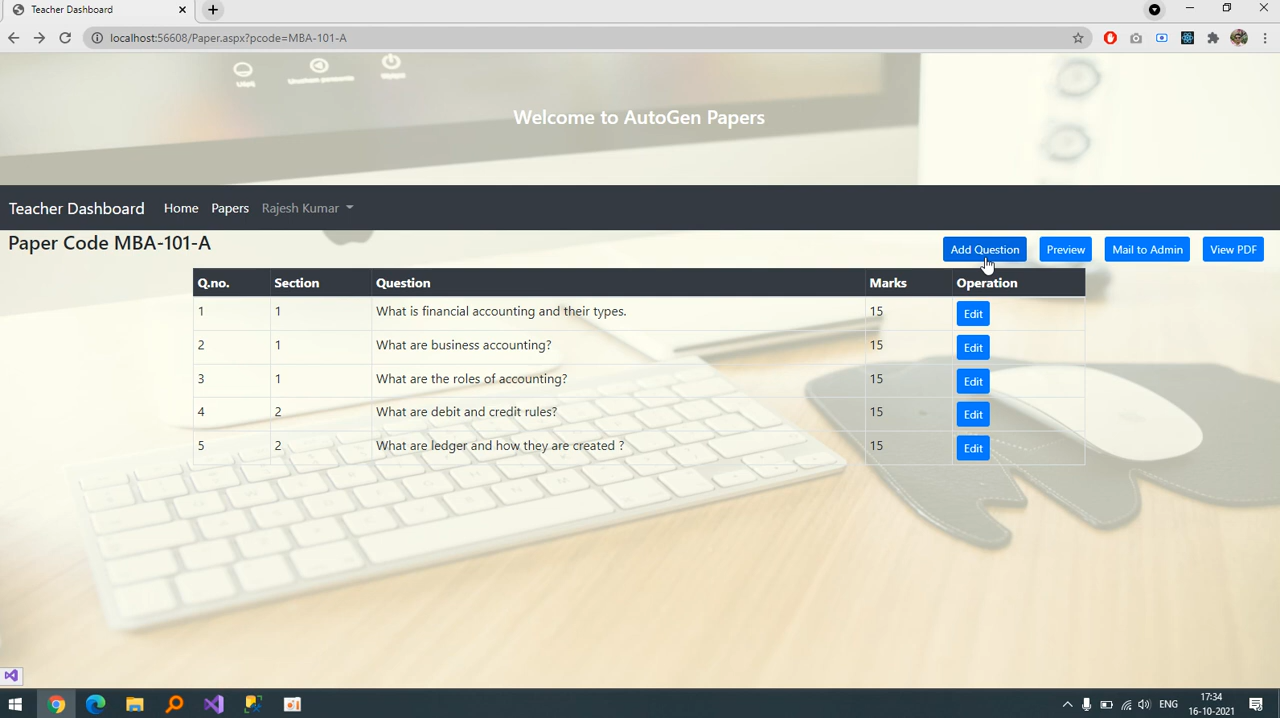 Teacher Dashboard
localhost:56608/Paper.aspx?pcode=MBA-101-A
Welcome to AutoGen Papers
Teacher Dashboard Home Papers Rajesh Kumar
Paper Code MBA-101-A
Add Question Preview Mail to Admin View PDF
Q.no. Section Question Marks Operation
1 1 What is financial accounting and their types. 15 Edit
2 1 What are business accounting? 15 Edit
3 1 What are the roles of accounting? 15 Edit
4 2 What are debit and credit rules? 15 Edit
5 2 What are ledger and how they are created ? 15 Edit
ENG
17:34
16-10-2021